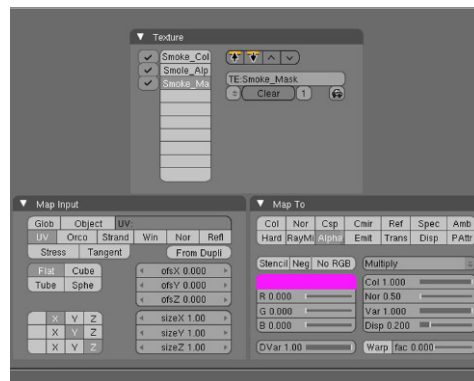 Texture
Smoke_Col
Smole_Alp
Smoke_Ma
TE:Smoke_Mask
Clear 1
Map Input
Glob Object UV:
UV Orco Strand Win Nor Refl
Stress Tangent From Dupli
Flat Cube
Tube Sphe
ofsX 0.000
ofsY 0.000
ofsZ 0.000
X Y Z sizeX 1.00
X Y Z sizeY 1.00
X Y Z sizeZ 1.00
Map To
Col Nor Csp Cmir Ref Spec Amb
Hard RayMi Alpha Emit Trans Disp PAttr
Stencil Neg No RGB Multiply
Col 1.000
R 0.000 Nor 0.50
G 0.000 Var 1.000
B 0.000 Disp 0.200
DVar 1.00 Warp fac 0.000